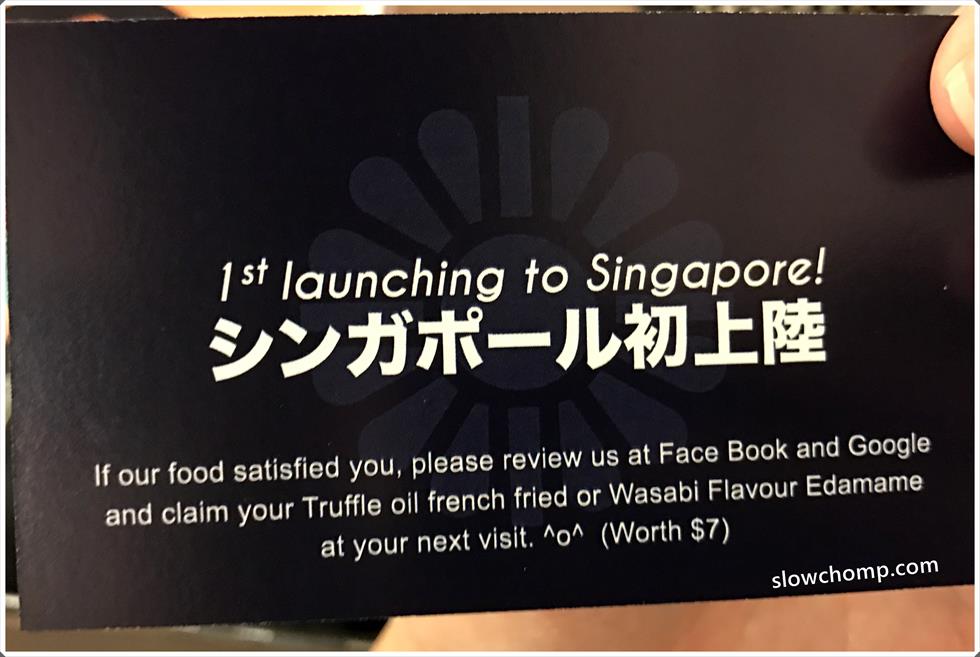 1st launching to Singapore!
シンガポール初上陸
If our food satisfied you, please review us at Face Book and Google
and claim your Truffle oil french fried or Wasabi Flavour Edamame
at your next visit. ^o^ (Worth $7)
slowchomp.com